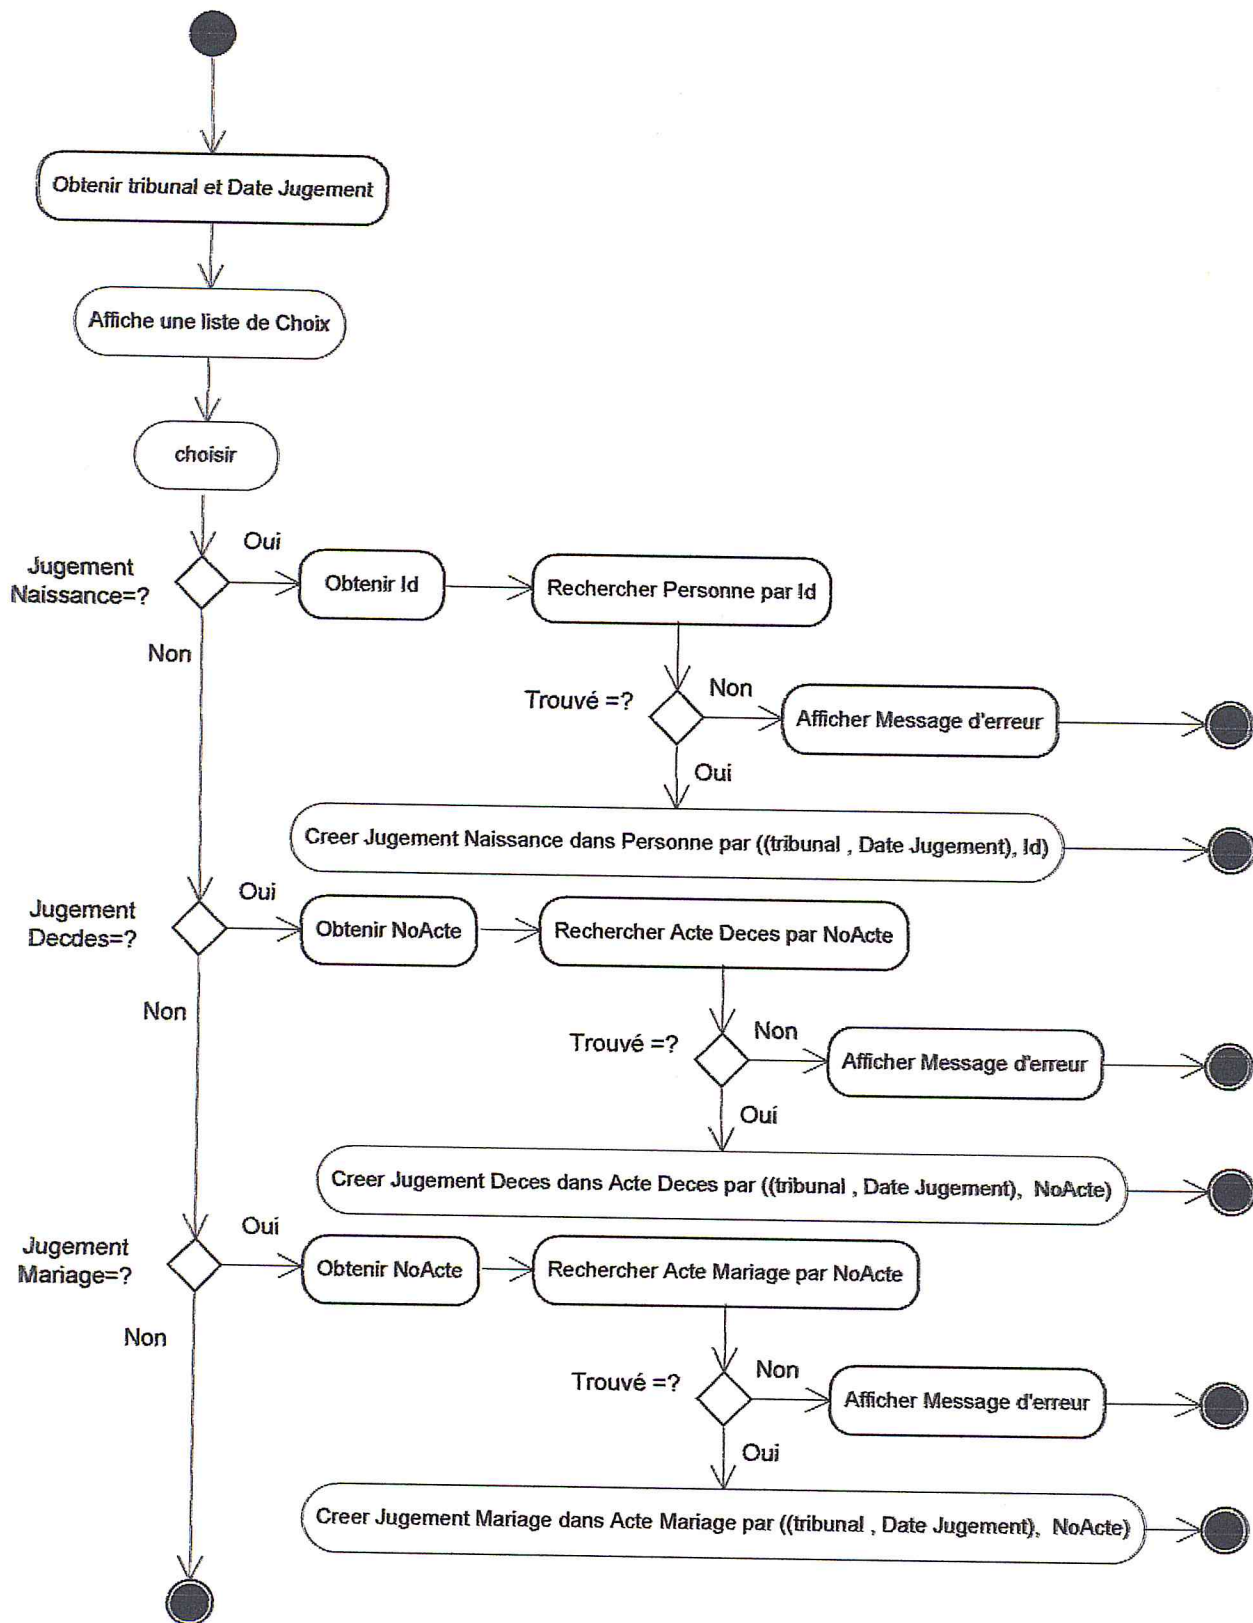 Obtenir tribunal et Date Jugement
Affiche une liste de Choix
choisir
Jugement
Naissance=?
Oui
Obtenir Id
Rechercher Personne par Id
Non
Trouvé =?
Non
Afficher Message d'erreur
Oui
Creer Jugement Naissance dans Personne par ((tribunal , Date Jugement), Id)
Jugement
Decdes=?
Oui
Obtenir NoActe
Rechercher Acte Deces par NoActe
Non
Trouvé =?
Non
Afficher Message d'erreur
Oui
Creer Jugement Deces dans Acte Deces par ((tribunal , Date Jugement), NoActe)
Jugement
Mariage=?
Oui
Obtenir NoActe
Rechercher Acte Mariage par NoActe
Non
Trouvé =?
Non
Afficher Message d'erreur
Oui
Creer Jugement Mariage dans Acte Mariage par ((tribunal , Date Jugement), NoActe)